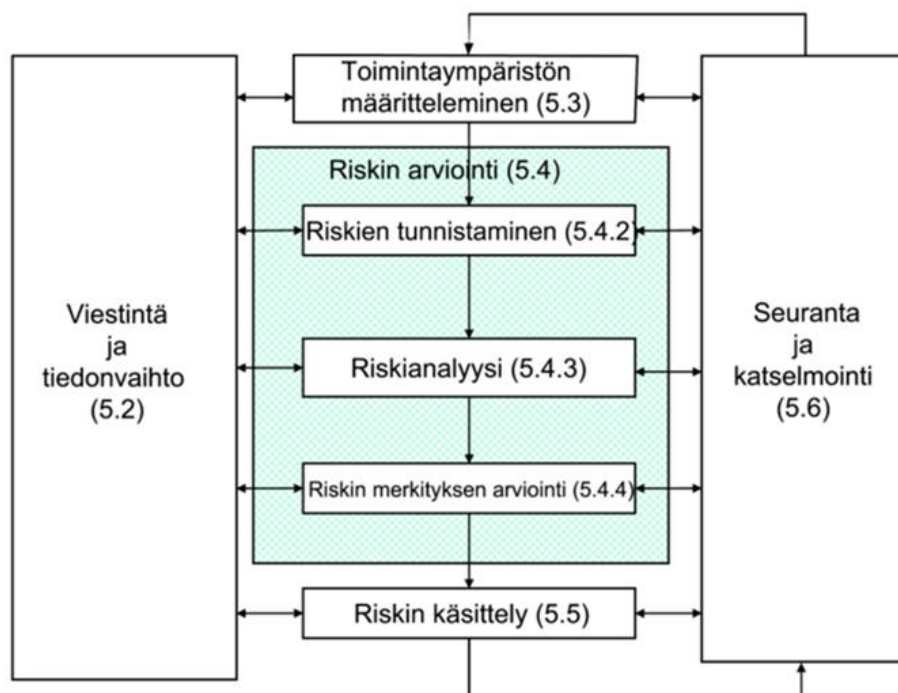 Toimintaympäristön
määritteleminen (5.3)
Riskin arviointi (5.4)
Riskien tunnistaminen (5.4.2)
Viestintä
ja
tiedonvaihto
(5.2)
Riskianalyysi (5.4.3)
Seuranta
ja
katselmointi
(5.6)
Riskin merkityksen arviointi (5.4.4)
Riskin käsittely (5.5)